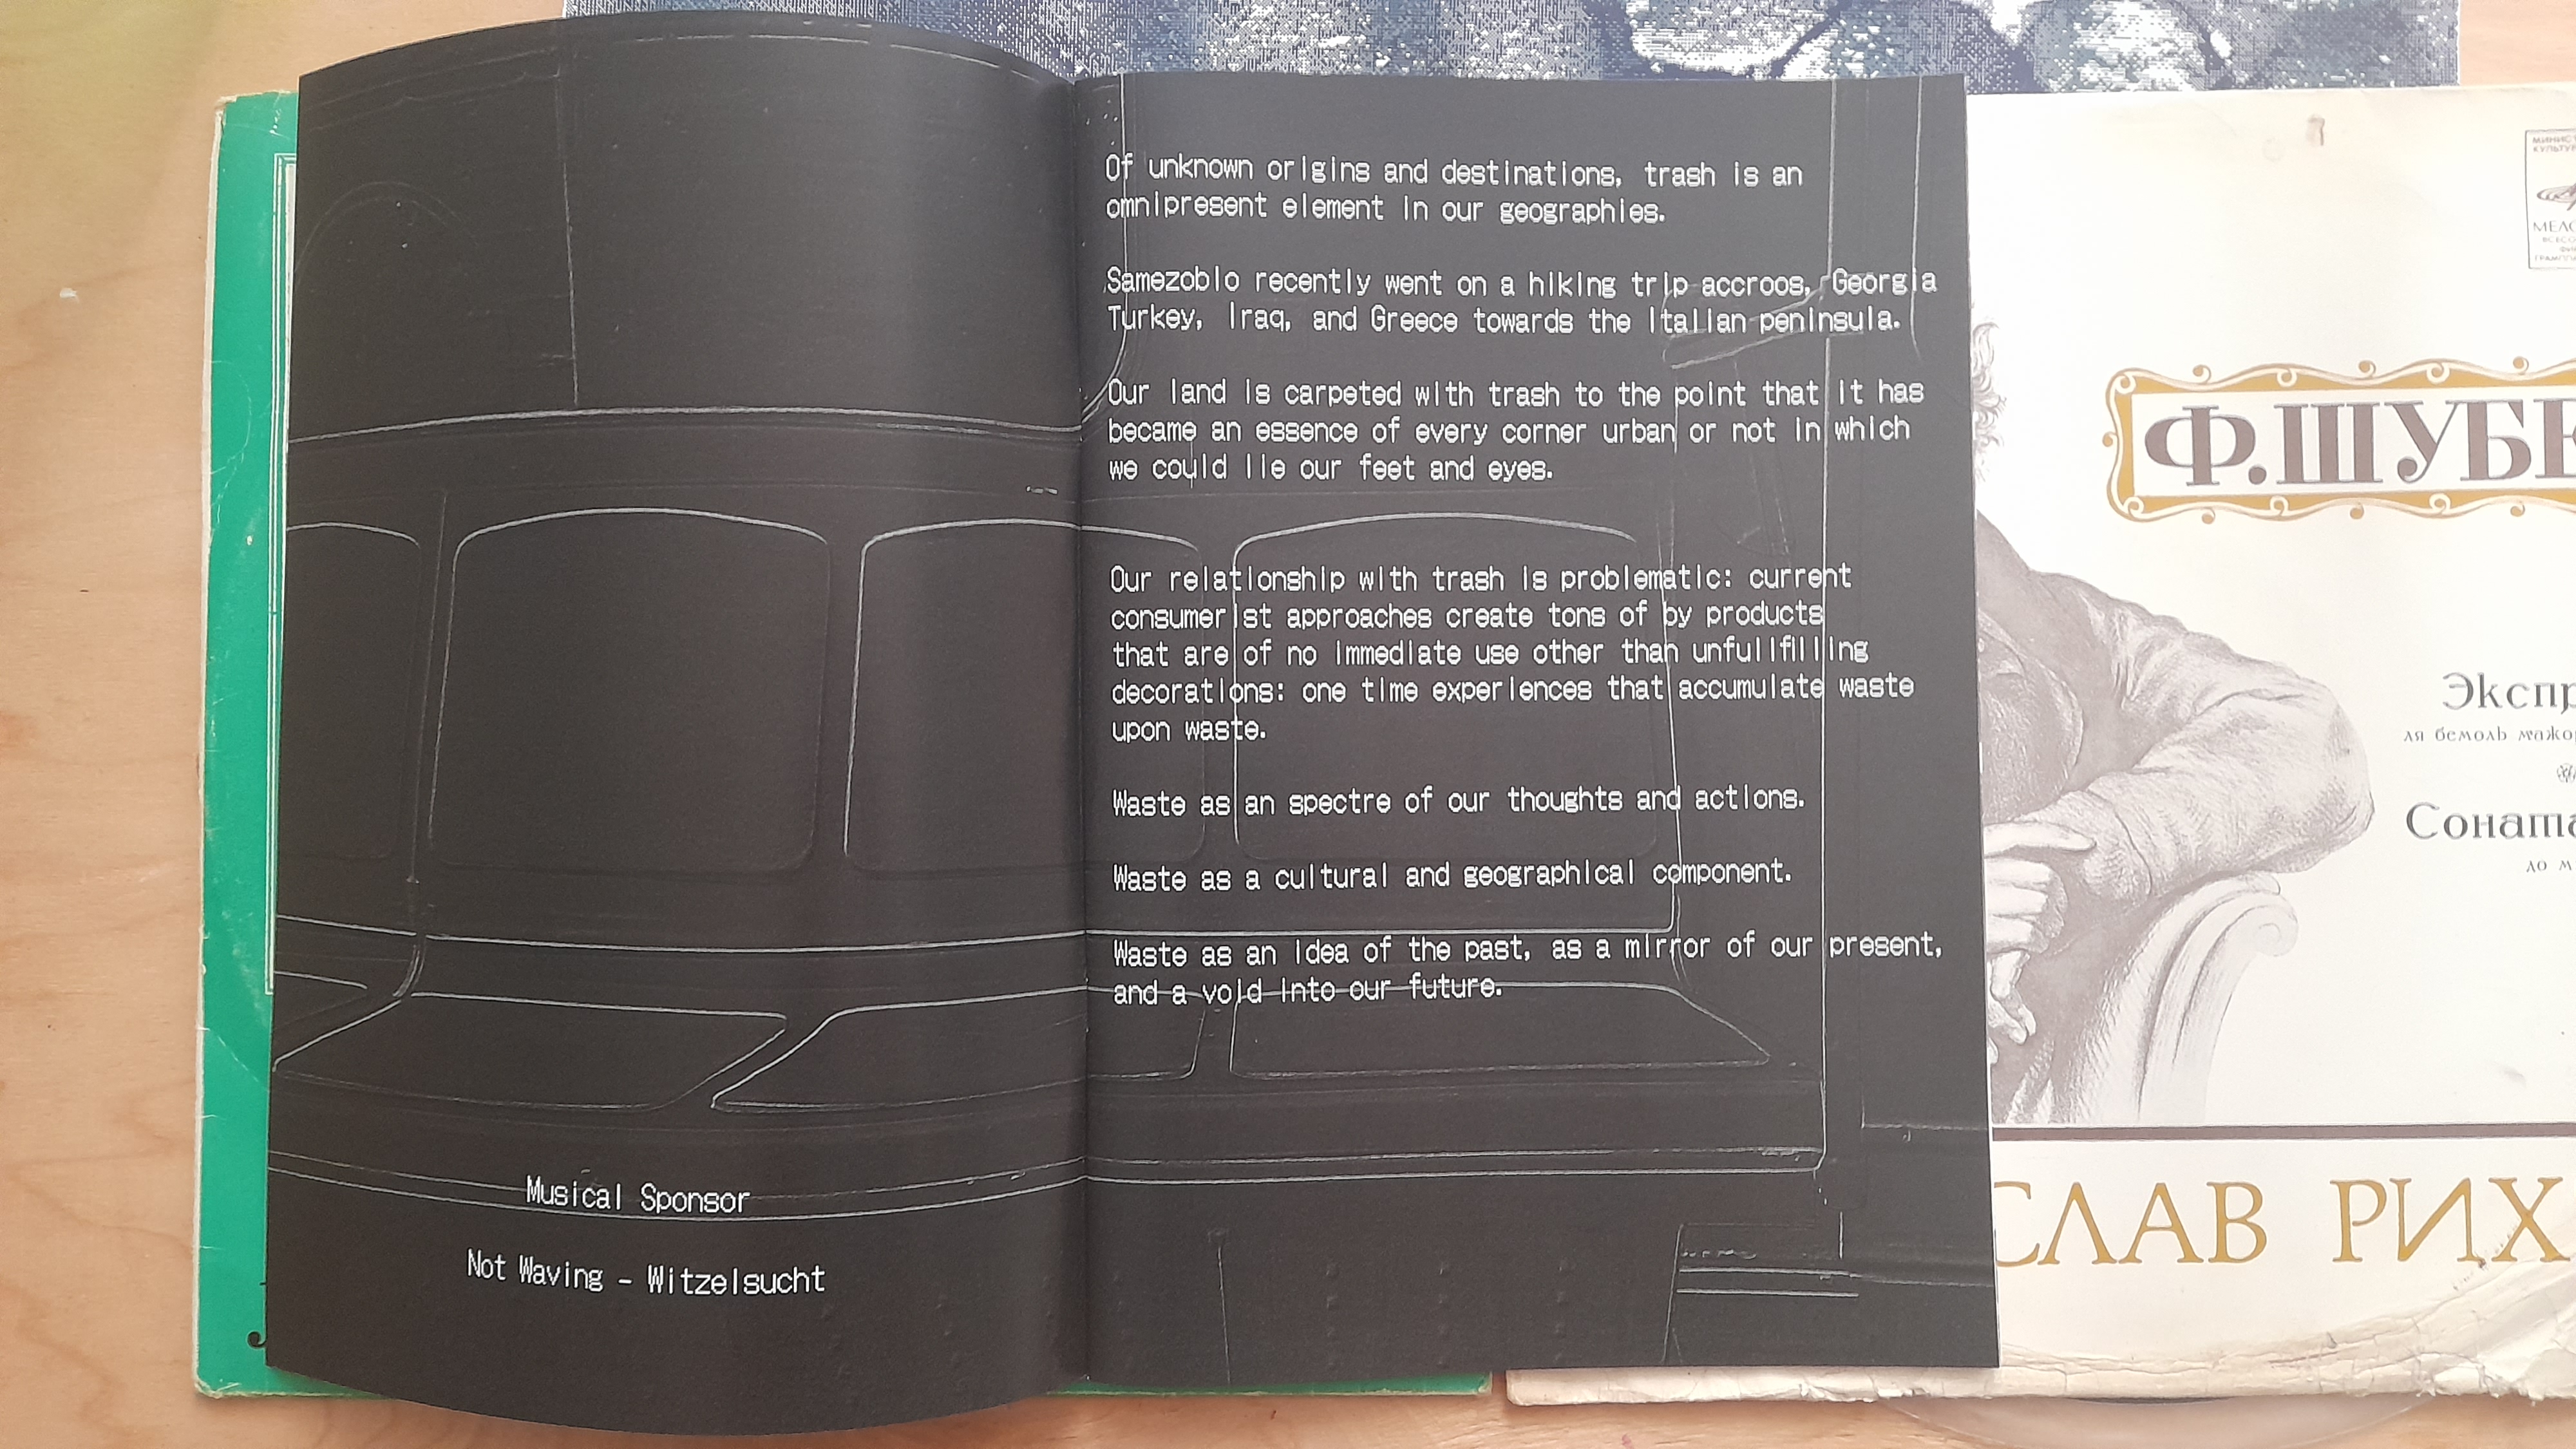 Musical Sponsor
Not Waving - Witzelsucht
Of unknown origins and destinations, trash is an
omnipresent element in our geographies.
Samezoblo recently went on a hiking trip accroos, Georgia
Turkey, Iraq, and Greece towards the Italian peninsula.
Our land is carpeted with trash to the point that it has
became an essence of every corner urban or not in which
we could lie our feet and eyes.
Our relationship with trash is problematic: current
consumerist approaches create tons of by products
that are of no immediate use other than unfullfilling
decorations: one time experiences that accumulate waste
upon waste.
Waste as an spectre of our thoughts and actions.
Waste as a cultural and geographical component.
Waste as an idea of the past, as a mirror of our present,
and a void into our future.
Ф.ШУБЕ
Экспр
ля бемоль мажо
Соната
до м
СЛАВ РИХ